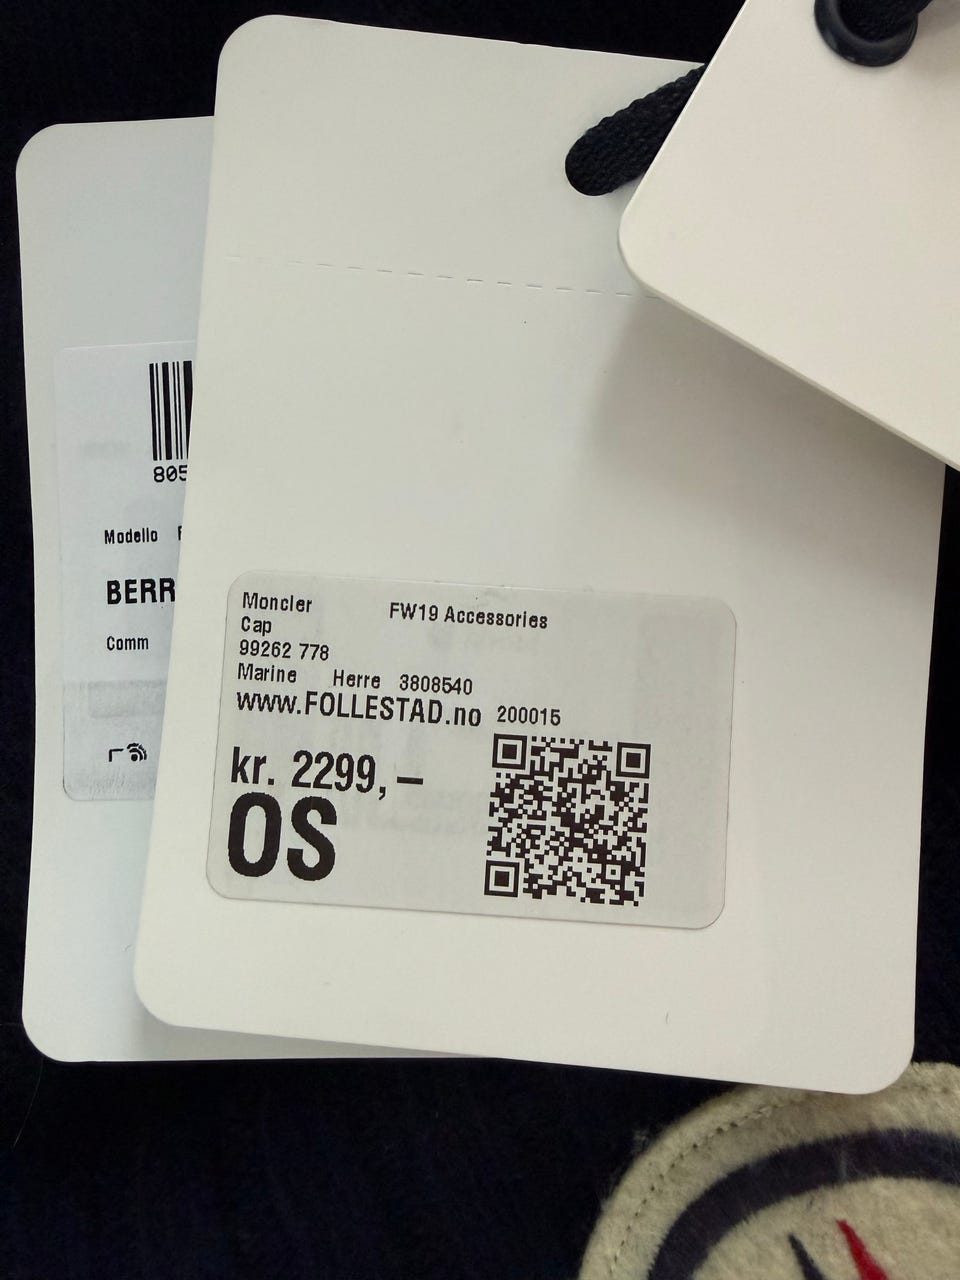 805
Modello
BERR
Comm
Moncler FW19 Accessories
Cap
99262 778
Marine Herre 3808540
www.FOLLESTAD.no 200015
kr. 2299,–
OS